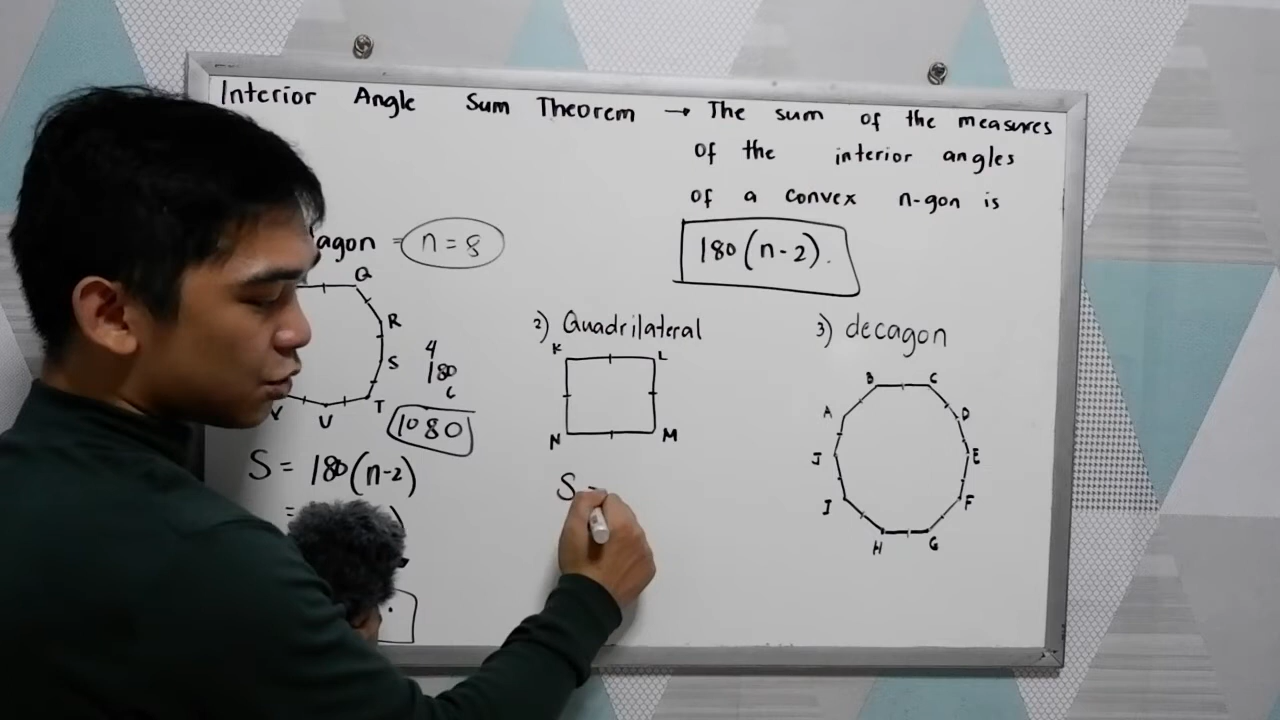 Interior Angle Sum Theorem → The sum of the measures
of the interior angles
of a convex n-gon is
180(n-2).
agon = n=8
Q
R
S
T
U
V
4
180
6
1080
S = 180(n-2)
=
2) Quadrilateral
K L
N M
S =
3) decagon
B C
A D
J E
I F
H G